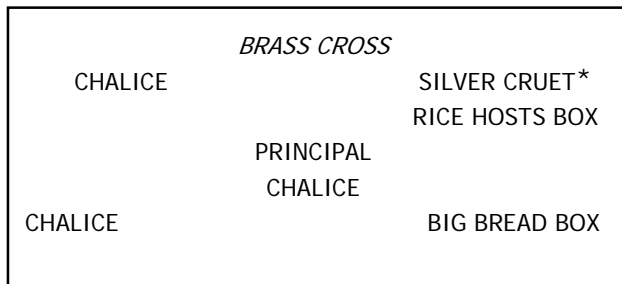 BRASS CROSS
CHALICE SILVER CRUET*
RICE HOSTS BOX
PRINCIPAL
CHALICE
CHALICE BIG BREAD BOX